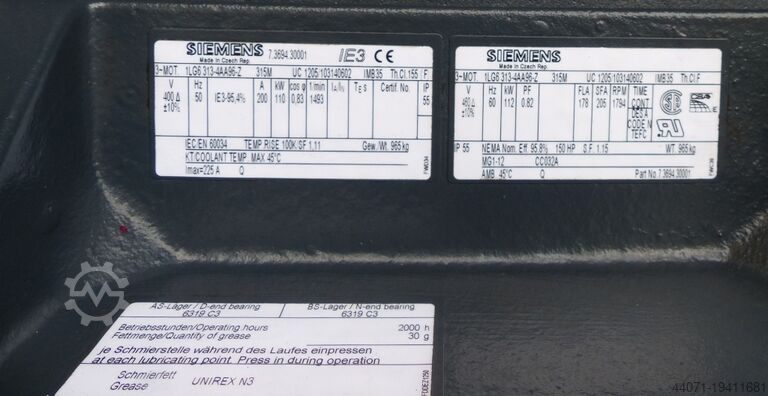 SIEMENS 7.3694.30001 IE3 CE
Made in Czech Rep.
3~MOT. 1LG6 313-4AA96-Z 315M UC 1205/103140602 IMB35 Th.Cl.155 F
V Hz A kW cos φ 1/min IA/IN TE s Certif. No. IP
400 Δ 50 IE3-95,4% 200 110 0,83 1493 55
±10%
IEC/EN 60034 TEMP RISE 100K SF 1,11 Gew./Wt. 965 kg
KT/COOLANT TEMP. MAX 45°C
Imax=225 A Q
SIEMENS
Made in Czech Rep.
3~MOT. 1LG6 313-4AA96-Z 315M UC 1205/103140602 IMB35 Th.Cl.F
V Hz kW PF FLA SFA RPM TIME
460 Δ 60 112 0.82 178 205 1794 CONT
±10% DES A
CODE N
TEFC
E
IP 55 NEMA Nom. Eff. 95.8% 150 HP S.F. 1.15 WT. 965 kg
MG1-12 CC032A
AMB. 45°C Q Part No. 7.3694.30001
AS-Lager / D-end bearing BS-Lager / N-end bearing
6319 C3 6319 C3
Betriebsstunden/Operating hours 2000 h
Fettmenge/Quantity of grease 30 g
je Schmierstelle während des Laufes einpressen
at each lubricating point. Press in during operation
Schmierfett
Grease UNIREX N3
44071-19411681